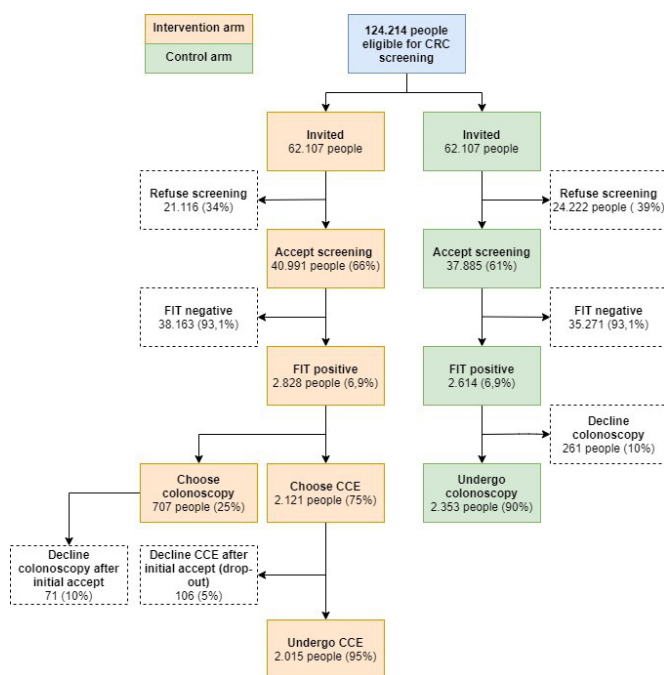 Intervention arm
Control arm
124.214 people
eligible for CRC
screening
Invited
62.107 people
Invited
62.107 people
Refuse screening
21.116 (34%)
Refuse screening
24.222 people ( 39%)
Accept screening
40.991 people (66%)
Accept screening
37.885 (61%)
FIT negative
38.163 (93,1%)
FIT negative
35.271 (93,1%)
FIT positive
2.828 people (6,9%)
FIT positive
2.614 (6,9%)
Decline
colonoscopy
261 people (10%)
Choose
colonoscopy
707 people (25%)
Choose CCE
2.121 people (75%)
Undergo
colonoscopy
2.353 people (90%)
Decline
colonoscopy after
initial accept
71 (10%)
Decline CCE after
initial accept (drop-
out)
106 (5%)
Undergo CCE
2.015 people (95%)